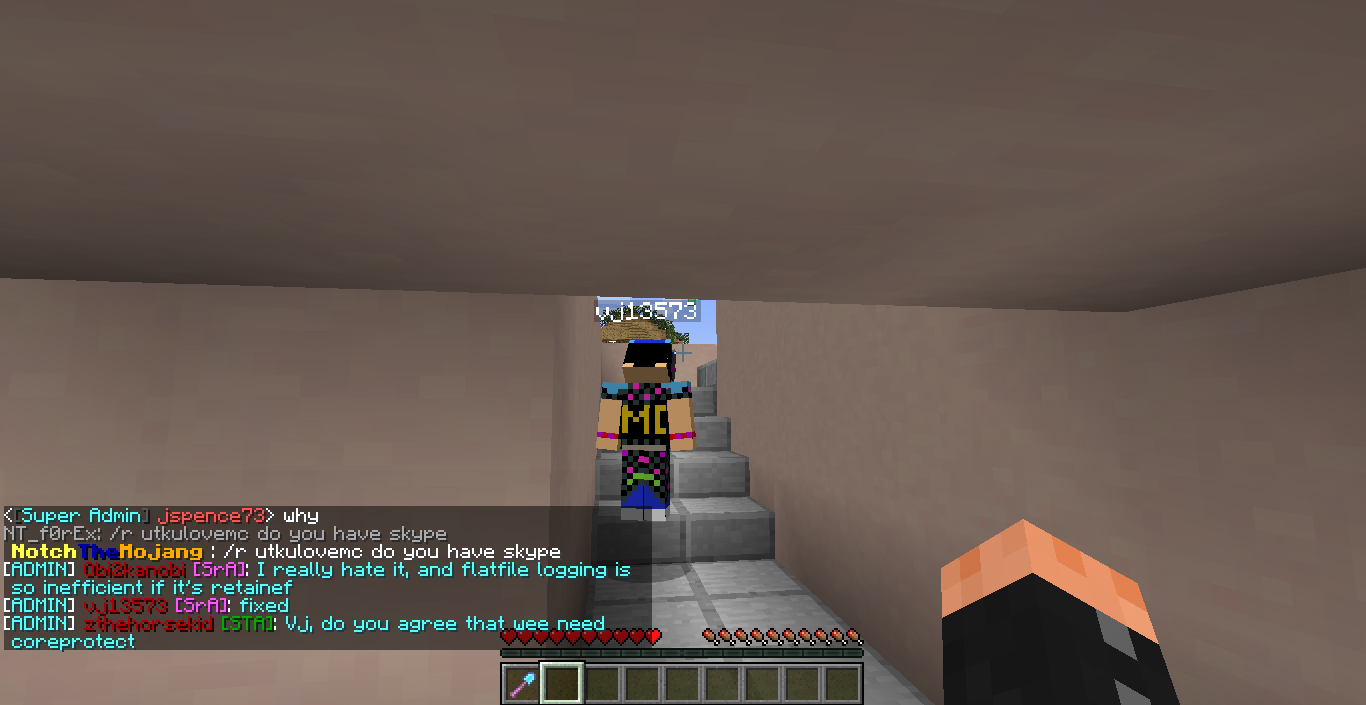 vj13573
MC
<[Super Admin] jspence73> why
NT_f0rEx: /r utkulovemc do you have skype
NotchTheMojang : /r utkulovemc do you have skype
[ADMIN] 0bi2kanobi [SrA]: I really hate it, and flatfile logging is
so inefficient if it's retainef
[ADMIN] vj13573 [SrA]: fixed
[ADMIN] zthehorsekid [STA]: Vj, do you agree that wee need
coreprotect